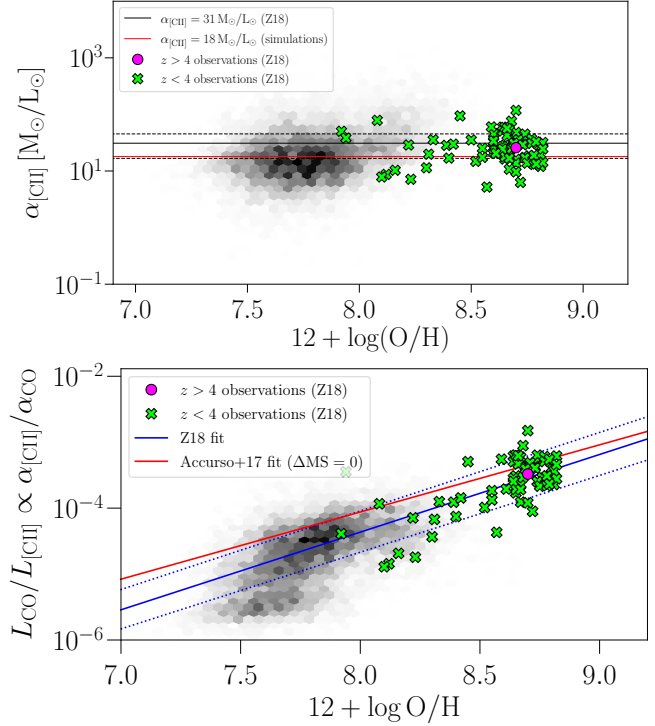 α[CII] = 31 M⊙/L⊙ (Z18)
α[CII] = 18 M⊙/L⊙ (simulations)
z > 4 observations (Z18)
z < 4 observations (Z18)
α[CII] [M⊙/L⊙]
10³
10¹
10⁻¹
7.0 7.5 8.0 8.5 9.0
12 + log(O/H)
z > 4 observations (Z18)
z < 4 observations (Z18)
Z18 fit
Accurso+17 fit (ΔMS = 0)
LCO/L[CII] ∝ α[CII]/αCO
10⁻²
10⁻⁴
10⁻⁶
7.0 7.5 8.0 8.5 9.0
12 + log O/H